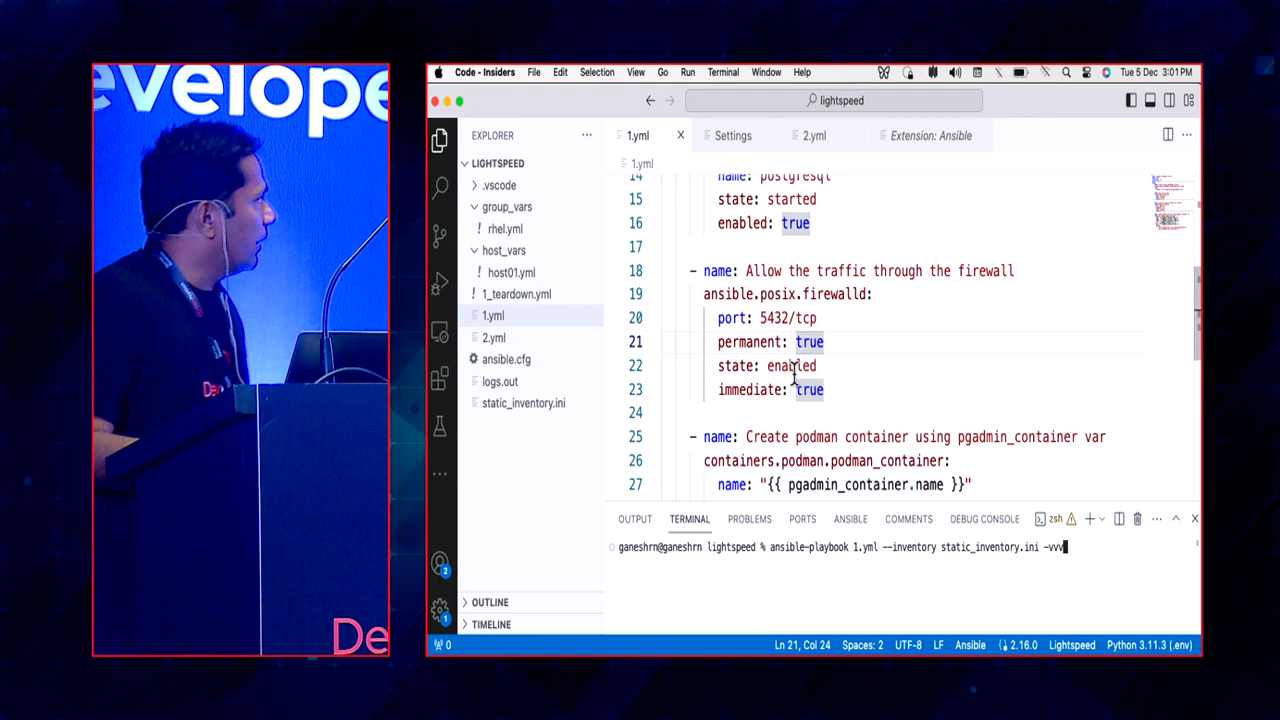 evelope
De
De
Code - Insiders File Edit Selection View Go Run Terminal Window Help Tue 5 Dec 3:01 PM
lightspeed
EXPLORER
LIGHTSPEED
.vscode
group_vars
rhel.yml
host_vars
host01.yml
1_teardown.yml
1.yml
2.yml
ansible.cfg
logs.out
static_inventory.ini
OUTLINE
TIMELINE
2
1
1.yml Settings 2.yml Extension: Ansible
1.yml
14 name: postgresql
15 state: started
16 enabled: true
17
18 - name: Allow the traffic through the firewall
19 ansible.posix.firewalld:
20 port: 5432/tcp
21 permanent: true
22 state: enabled
23 immediate: true
24
25 - name: Create podman container using pgadmin_container var
26 containers.podman.podman_container:
27 name: "{{ pgadmin_container.name }}"
OUTPUT TERMINAL PROBLEMS PORTS ANSIBLE COMMENTS DEBUG CONSOLE zsh
ganeshrn@ganeshrn lightspeed % ansible-playbook 1.yml --inventory static_inventory.ini -vvv
0 Ln 21, Col 24 Spaces: 2 UTF-8 LF Ansible 2.16.0 Lightspeed Python 3.11.3 (.env)